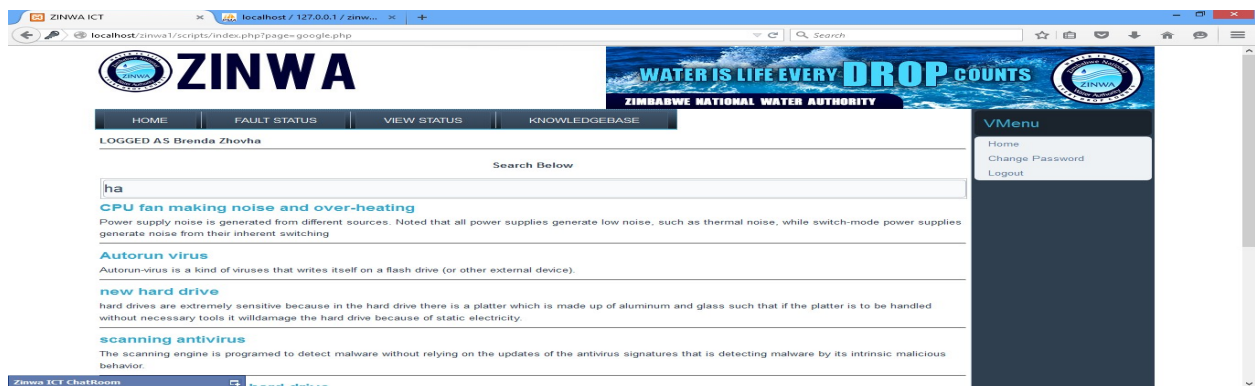 ZINWA ICT
localhost / 127.0.0.1 / zinw...
localhost/zinwa1/scripts/index.php?page=google.php
Search
ZINWA
ZINWA
WATER IS LIFE EVERY DROP COUNTS
ZIMBABWE NATIONAL WATER AUTHORITY
ZINWA
HOME FAULT STATUS VIEW STATUS KNOWLEDGEBASE
LOGGED AS Brenda Zhovha
VMenu
Home
Change Password
Logout
Search Below
ha
CPU fan making noise and over-heating
Power supply noise is generated from different sources. Noted that all power supplies generate low noise, such as thermal noise, while switch-mode power supplies
generate noise from their inherent switching
Autorun virus
Autorun-virus is a kind of viruses that writes itself on a flash drive (or other external device).
new hard drive
hard drives are extremely sensitive because in the hard drive there is a platter which is made up of aluminum and glass such that if the platter is to be handled
without necessary tools it willdamage the hard drive because of static electricity.
scanning antivirus
The scanning engine is programed to detect malware without relying on the updates of the antivirus signatures that is detecting malware by its intrinsic malicious
behavior.
Zinwa ICT ChatRoom
hard drive